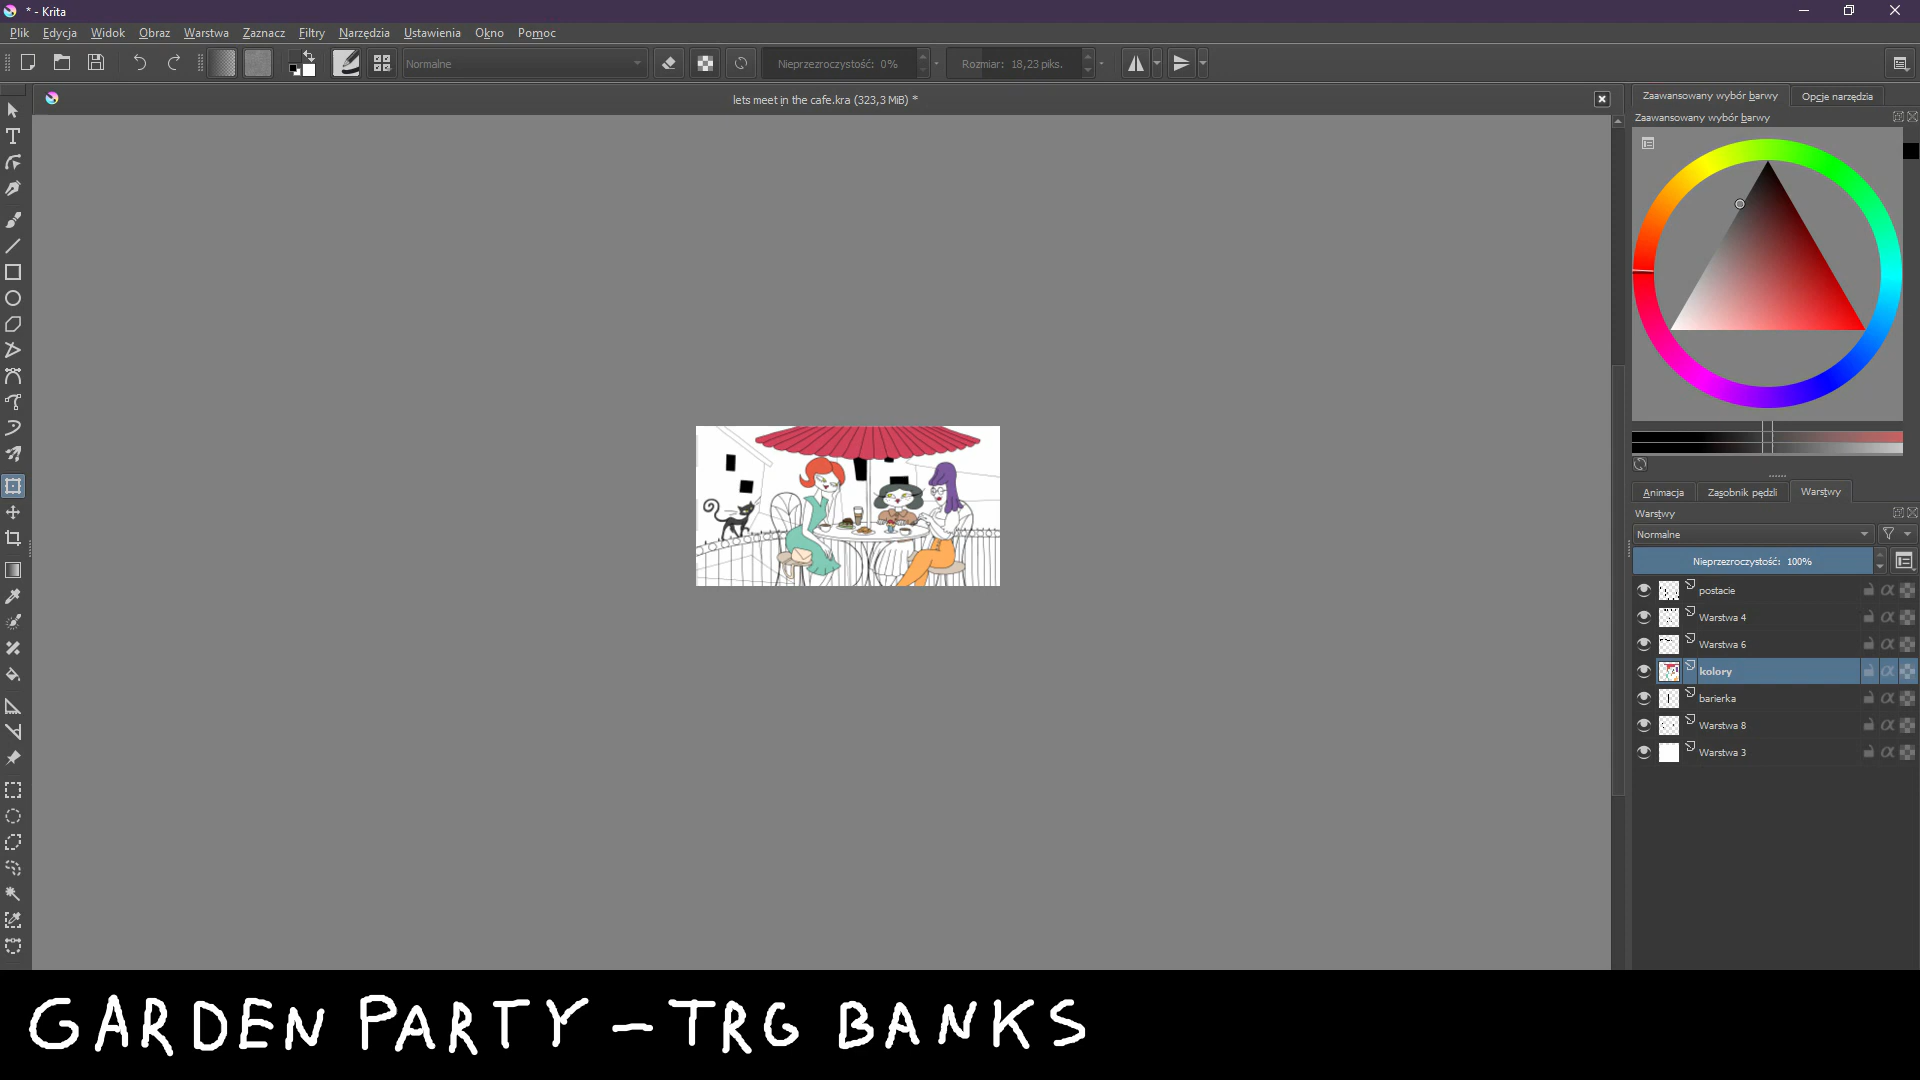 * - Krita
Plik Edycja Widok Obraz Warstwa Zaznacz Filtry Narzędzia Ustawienia Okno Pomoc
Normalne Nieprzezroczystość: 0% Rozmiar: 18,23 piks.
lets meet in the cafe.kra (323,3 MiB) *
Zaawansowany wybór barwy Opcje narzędzia
Zaawansowany wybór barwy
Animacja Zasobnik pędzli Warstwy
Warstwy
Normalne
Nieprzezroczystość: 100%
postacie
Warstwa 4
Warstwa 6
kolory
barierka
Warstwa 8
Warstwa 3
GARDEN PARTY – TRG BANKS